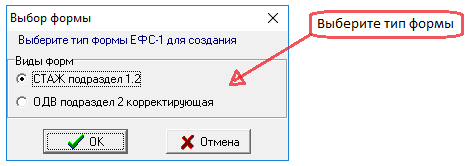 Выбор формы
Выберите тип формы
Выберите тип формы ЕФС-1 для создания
Виды форм
СТАЖ подраздел 1.2
ОДВ подраздел 2 корректирующая
OK
Отмена